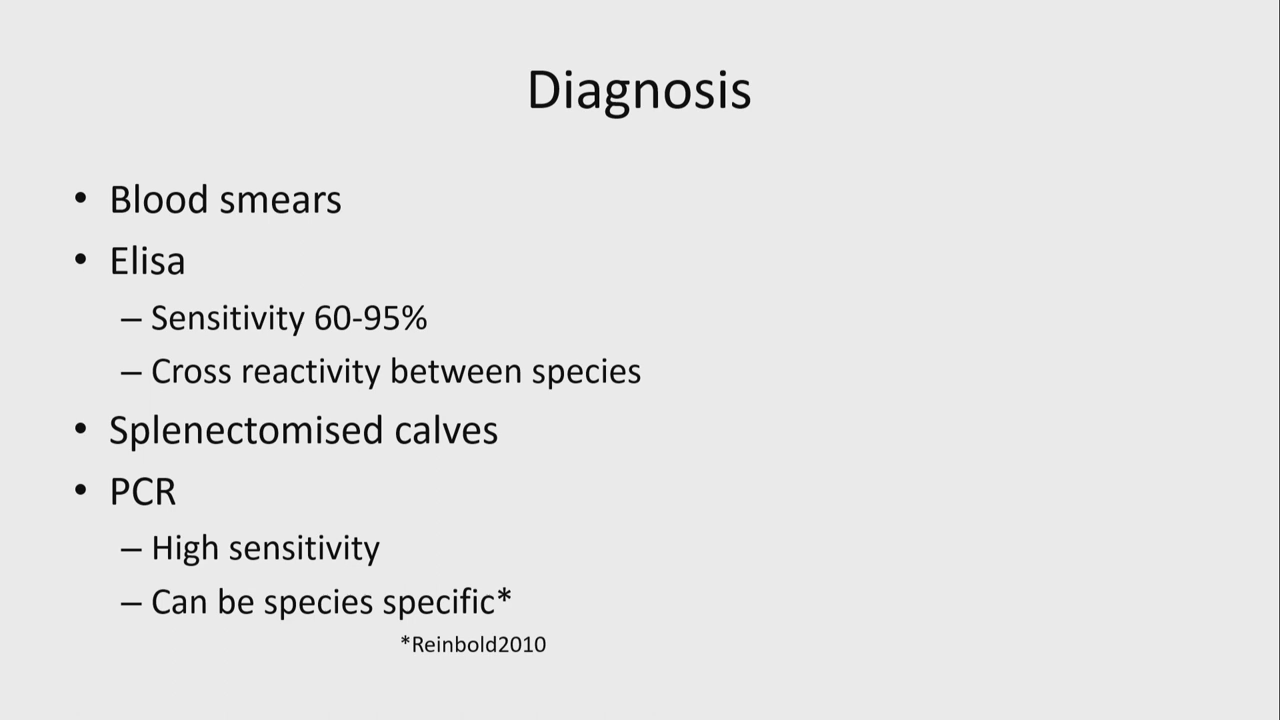 Diagnosis
• Blood smears
• Elisa
– Sensitivity 60-95%
– Cross reactivity between species
• Splenectomised calves
• PCR
– High sensitivity
– Can be species specific*
*Reinbold2010